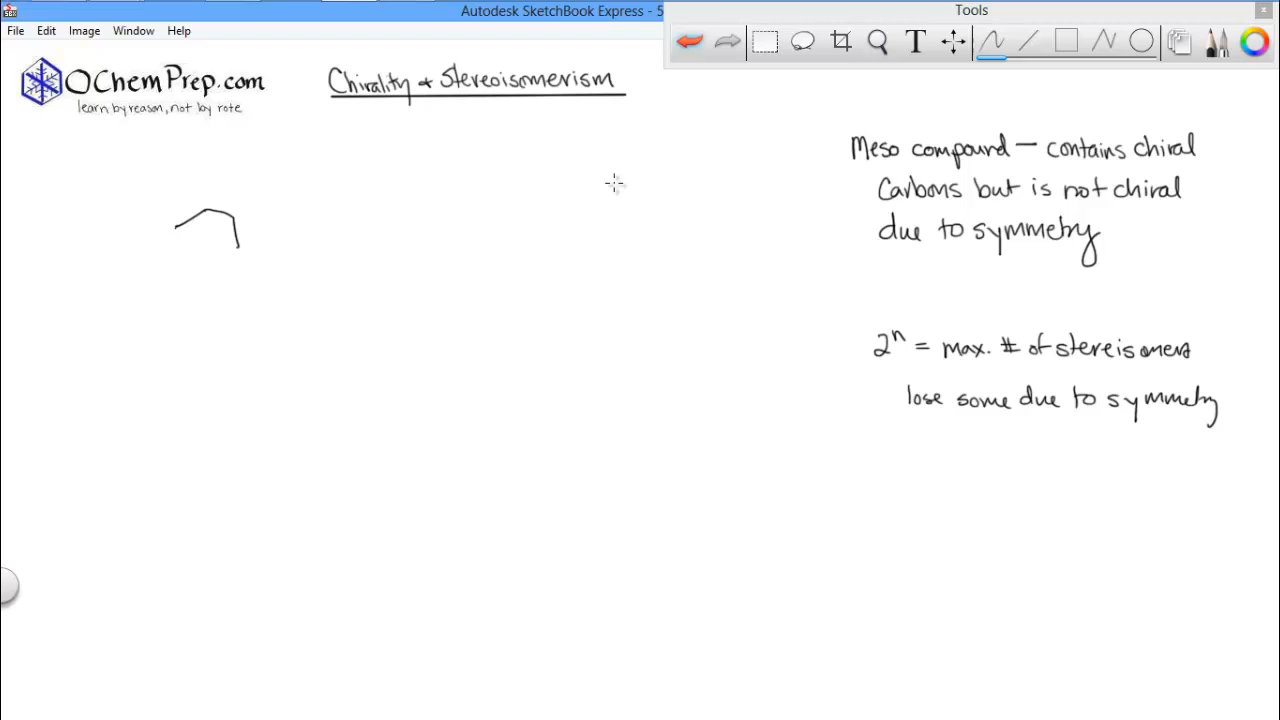 Autodesk SketchBook Express - 5
Tools
File Edit Image Window Help
OChemPrep.com
learn by reason, not by rote
Chirality & Stereoisomerism
Meso compound — contains chiral
Carbons but is not chiral
due to symmetry
2ⁿ = max. # of stereisomers
lose some due to symmetry